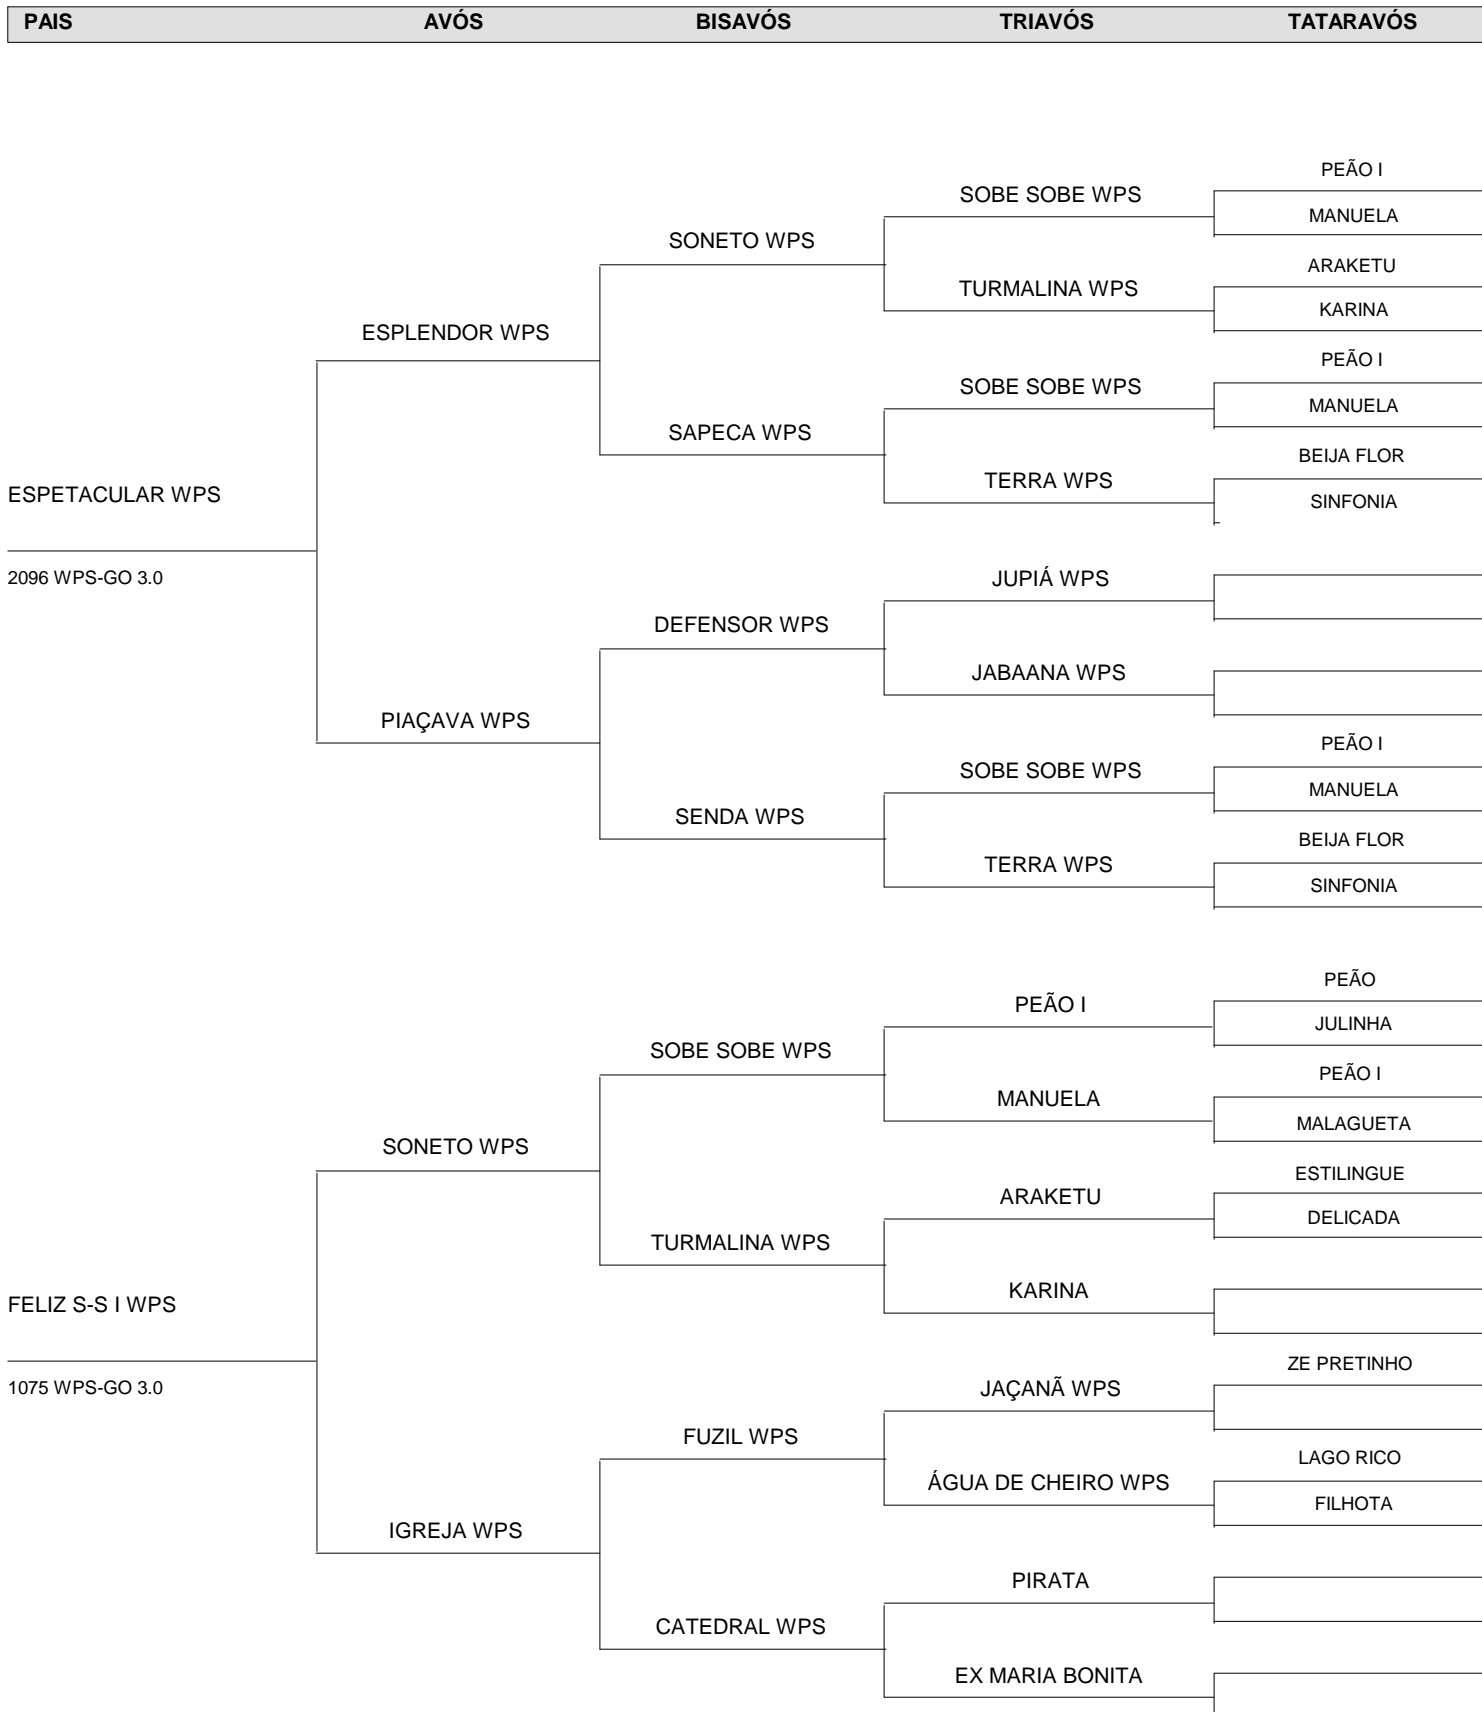 PAIS AVÓS BISAVÓS TRIAVÓS TATARAVÓS
PEÃO I
SOBE SOBE WPS
MANUELA
SONETO WPS
ARAKETU
TURMALINA WPS
KARINA
ESPLENDOR WPS
PEÃO I
SOBE SOBE WPS
MANUELA
SAPECA WPS
BEIJA FLOR
TERRA WPS
SINFONIA
ESPETACULAR WPS
2096 WPS-GO 3.0
JUPIÁ WPS
DEFENSOR WPS
JABAANA WPS
PIAÇAVA WPS
PEÃO I
SOBE SOBE WPS
MANUELA
SENDA WPS
BEIJA FLOR
TERRA WPS
SINFONIA
PEÃO
PEÃO I
JULINHA
SOBE SOBE WPS
PEÃO I
MANUELA
MALAGUETA
SONETO WPS
ESTILINGUE
ARAKETU
DELICADA
TURMALINA WPS
KARINA
FELIZ S-S I WPS
1075 WPS-GO 3.0
ZE PRETINHO
JAÇANÃ WPS
FUZIL WPS
LAGO RICO
ÁGUA DE CHEIRO WPS
FILHOTA
IGREJA WPS
PIRATA
CATEDRAL WPS
EX MARIA BONITA